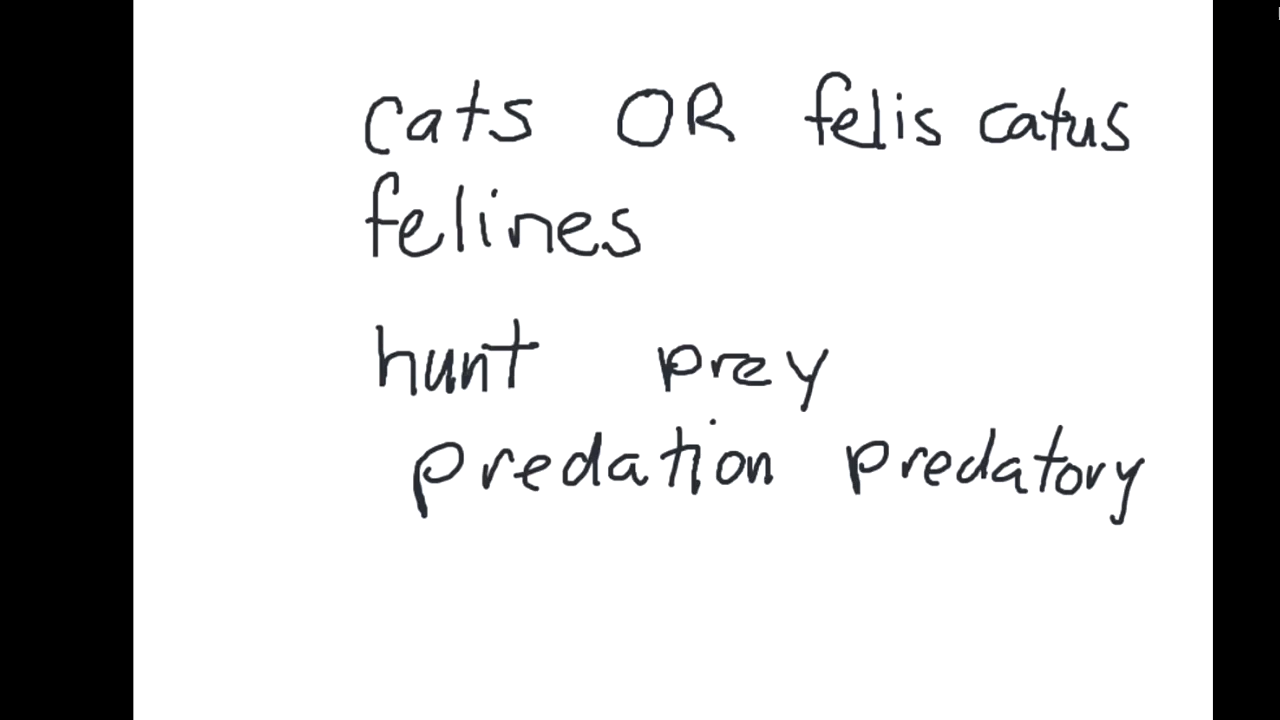 cats OR felis catus
felines
hunt prey
predation predatory